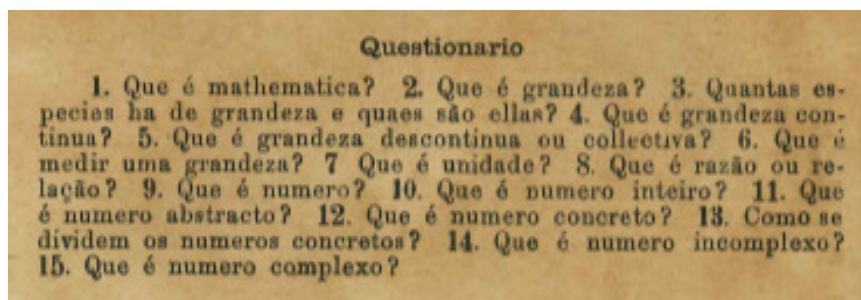 Questionario
1. Que é mathematica? 2. Que é grandeza? 3. Quantas es-
pecies ha de grandeza e quaes são ellas? 4. Que é grandeza con-
tinua? 5. Que é grandeza descontinua ou collectiva? 6. Que é
medir uma grandeza? 7 Que é unidade? 8. Que é razão ou re-
lação? 9. Que é numero? 10. Que é numero inteiro? 11. Que
é numero abstracto? 12. Que é numero concreto? 13. Como se
dividem os numeros concretos? 14. Que é numero incomplexo?
15. Que é numero complexo?